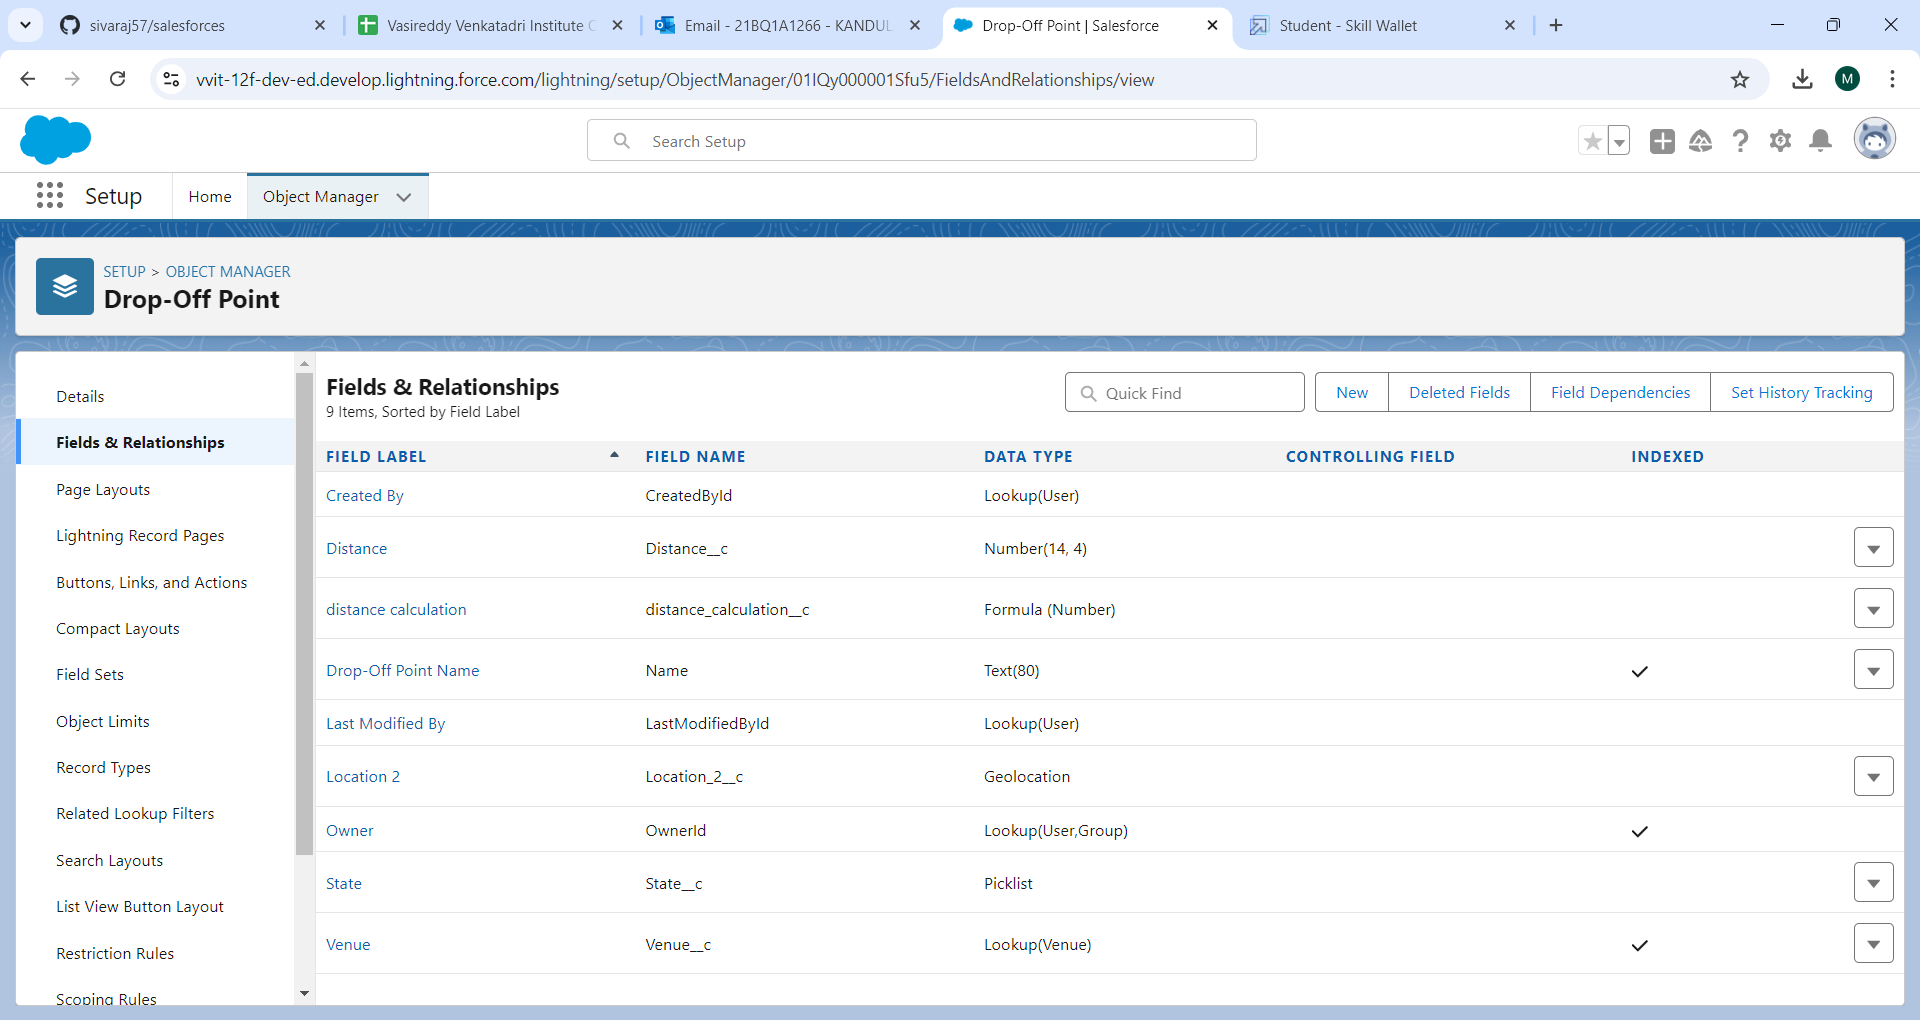 sivaraj57/salesforces
Vasireddy Venkatadri Institute
Email - 21BQ1A1266 - KANDUL
Drop-Off Point | Salesforce
Student - Skill Wallet
vvit-12f-dev-ed.develop.lightning.force.com/lightning/setup/ObjectManager/01IQy000001Sfu5/FieldsAndRelationships/view
M
Search Setup
Setup
Home
Object Manager
SETUP > OBJECT MANAGER
Drop-Off Point
Details
Fields & Relationships
Page Layouts
Lightning Record Pages
Buttons, Links, and Actions
Compact Layouts
Field Sets
Object Limits
Record Types
Related Lookup Filters
Search Layouts
List View Button Layout
Restriction Rules
Scoping Rules
Fields & Relationships
9 Items, Sorted by Field Label
Quick Find
New
Deleted Fields
Field Dependencies
Set History Tracking
FIELD LABEL FIELD NAME DATA TYPE CONTROLLING FIELD INDEXED
Created By CreatedById Lookup(User)
Distance Distance__c Number(14, 4)
distance calculation distance_calculation__c Formula (Number)
Drop-Off Point Name Name Text(80)
Last Modified By LastModifiedById Lookup(User)
Location 2 Location_2__c Geolocation
Owner OwnerId Lookup(User,Group)
State State__c Picklist
Venue Venue__c Lookup(Venue)